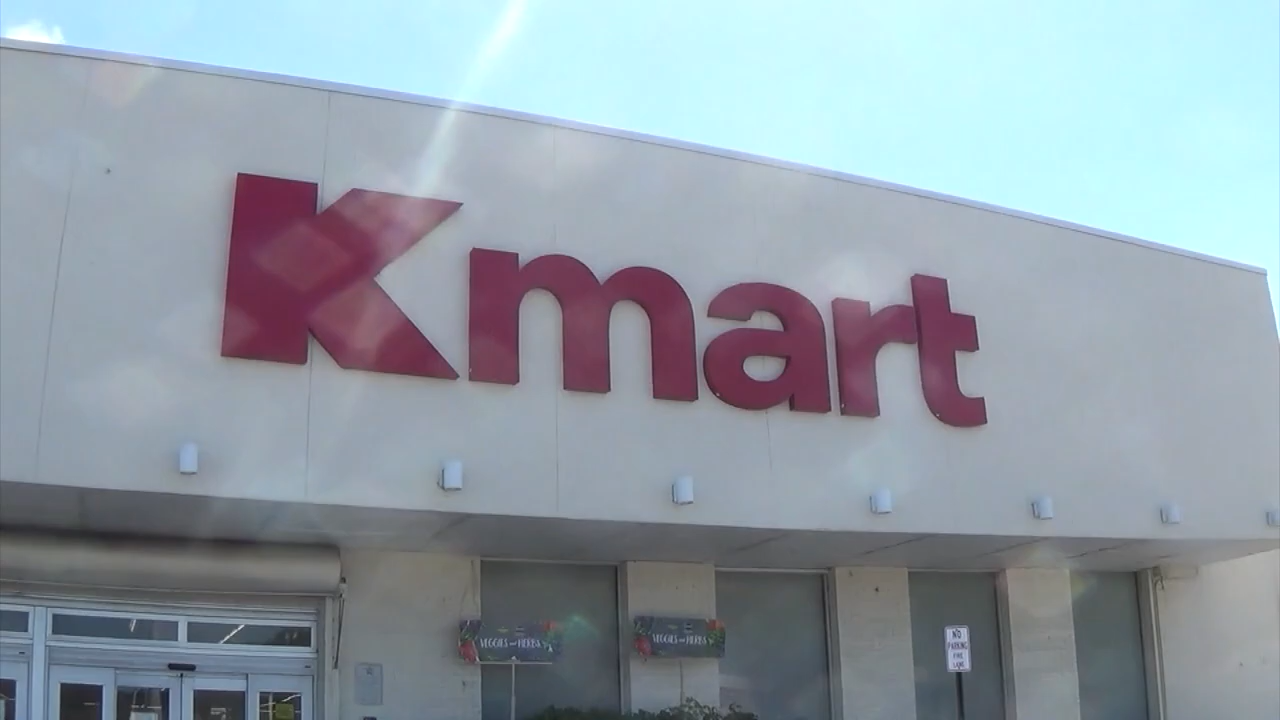 Kmart
VEGGIES and HERBS
VEGGIES and HERBS
NO
PARKING
FIRE
LANE